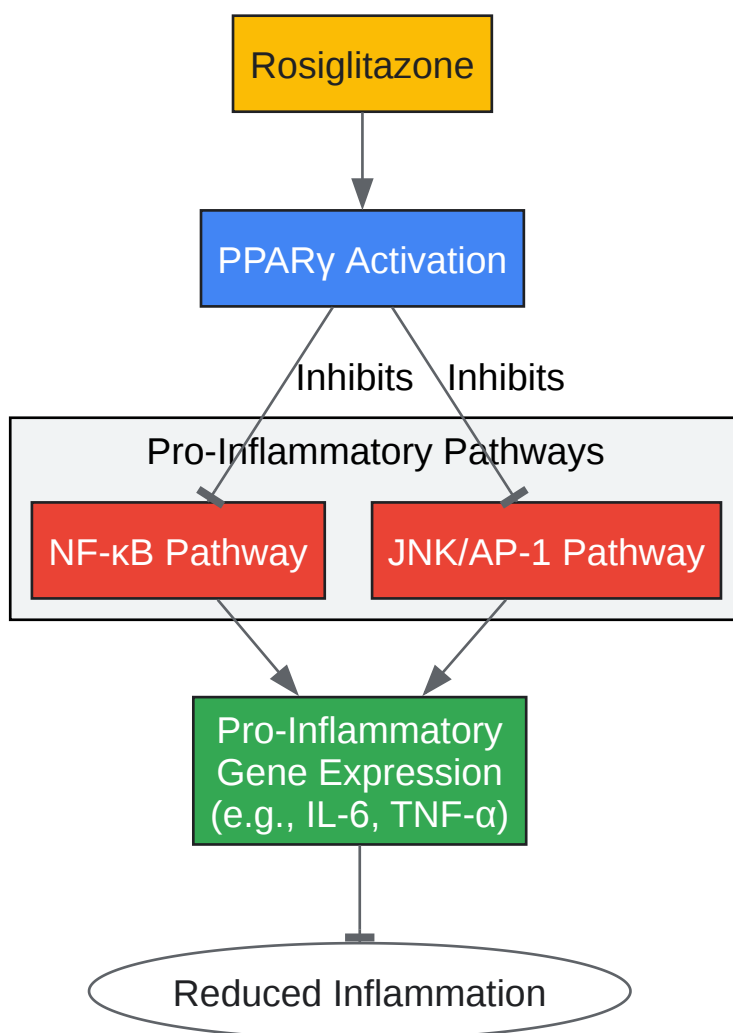 Rosiglitazone
PPARγ Activation
Inhibits
Inhibits
Pro-Inflammatory Pathways
NF-κB Pathway
JNK/AP-1 Pathway
Pro-Inflammatory
Gene Expression
(e.g., IL-6, TNF-α)
Reduced Inflammation